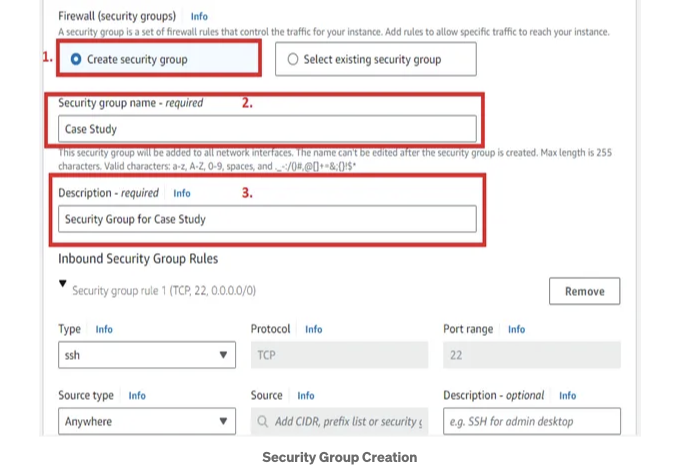 Firewall (security groups) Info
A security group is a set of firewall rules that control the traffic for your instance. Add rules to allow specific traffic to reach your instance.
1. Create security group Select existing security group
Security group name - required 2.
Case Study
This security group will be added to all network interfaces. The name can't be edited after the security group is created. Max length is 255
characters. Valid characters: a-z, A-Z, 0-9, spaces, and ._-:/()#,@[]+=&;{}!$*
Description - required Info 3.
Security Group for Case Study
Inbound Security Group Rules
Security group rule 1 (TCP, 22, 0.0.0.0/0)
Remove
Type Info Protocol Info Port range Info
ssh TCP 22
Source type Info Source Info Description - optional Info
Anywhere Add CIDR, prefix list or security e.g. SSH for admin desktop
Security Group Creation